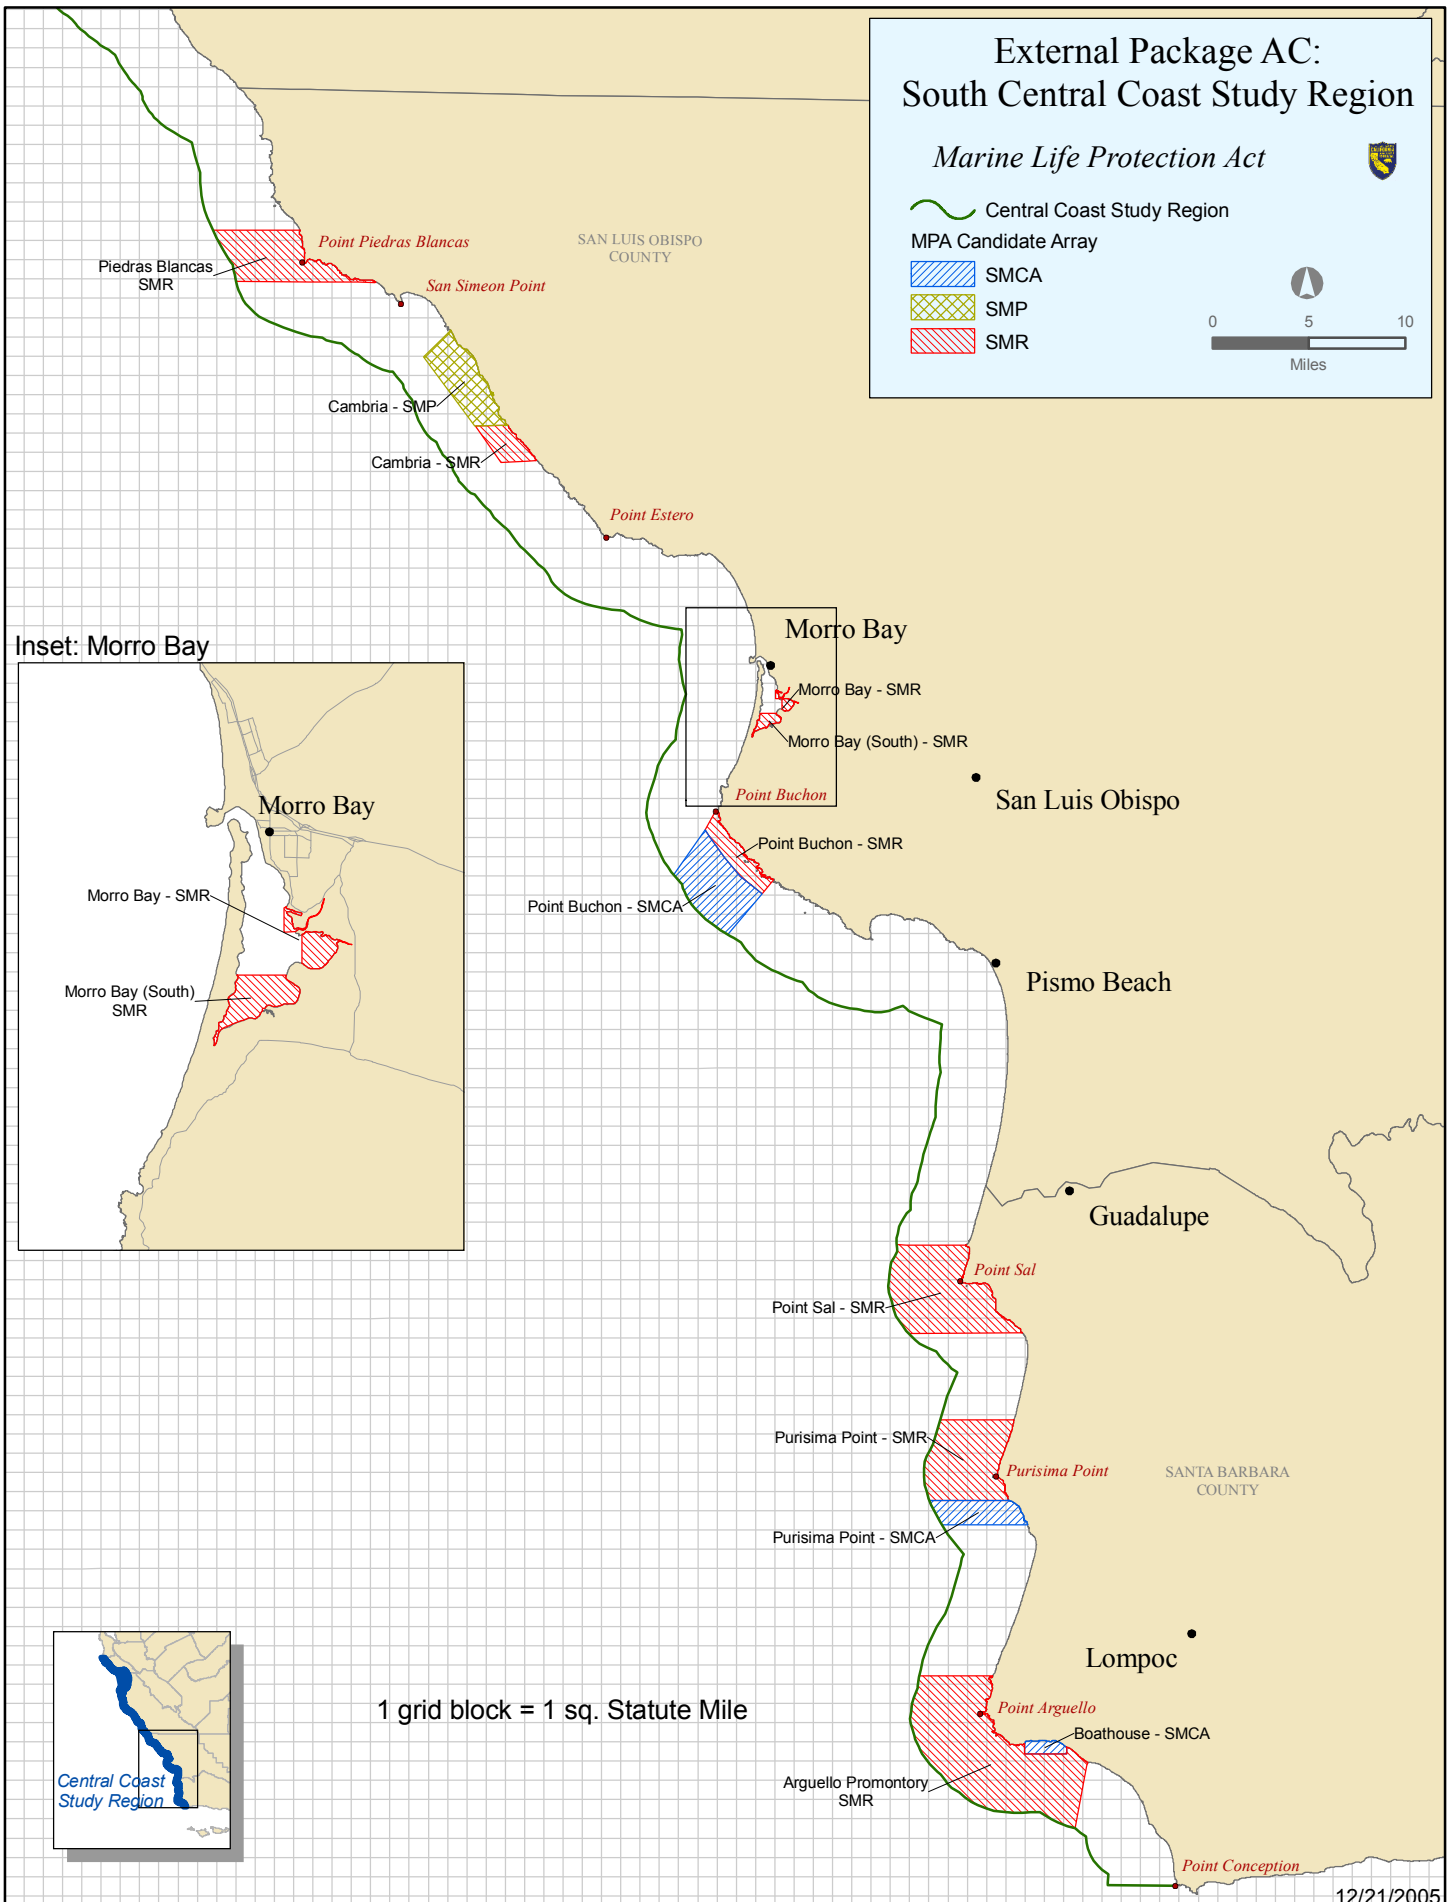 External Package AC:
South Central Coast Study Region
Marine Life Protection Act
Central Coast Study Region
MPA Candidate Array
SMCA
SMP
SMR
0 5 10
Miles
SAN LUIS OBISPO
COUNTY
Point Piedras Blancas
Piedras Blancas
SMR
San Simeon Point
Cambria - SMP
Cambria - SMR
Point Estero
Inset: Morro Bay
Morro Bay
Morro Bay - SMR
Morro Bay (South)
SMR
Morro Bay
Morro Bay - SMR
Morro Bay (South) - SMR
Point Buchon
San Luis Obispo
Point Buchon - SMR
Point Buchon - SMCA
Pismo Beach
Guadalupe
Point Sal
Point Sal - SMR
Purisima Point - SMR
Purisima Point
SANTA BARBARA
COUNTY
Purisima Point - SMCA
Lompoc
1 grid block = 1 sq. Statute Mile
Point Arguello
Boathouse - SMCA
Arguello Promontory
SMR
Central Coast
Study Region
Point Conception
12/21/2005